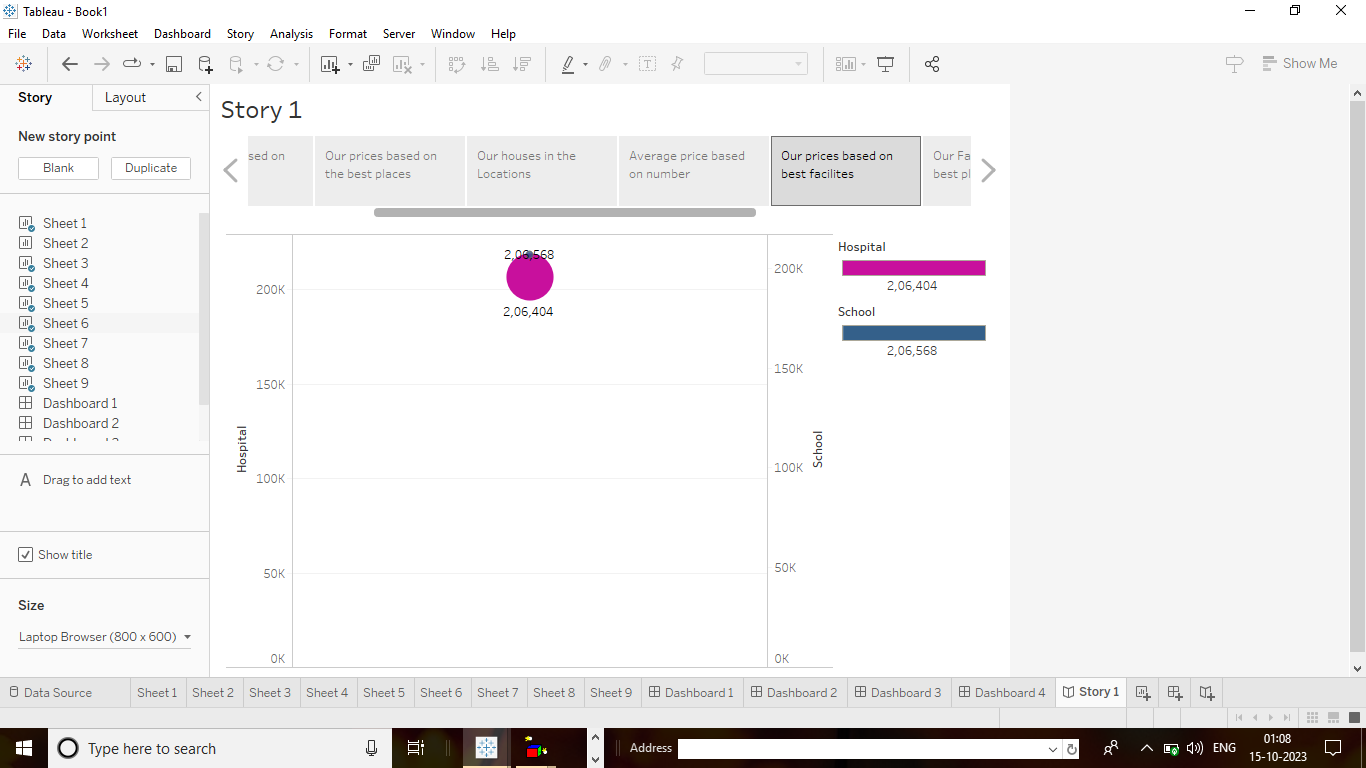 Tableau - Book1
File Data Worksheet Dashboard Story Analysis Format Server Window Help
Show Me
Story Layout
New story point
Blank Duplicate
Sheet 1
Sheet 2
Sheet 3
Sheet 4
Sheet 5
Sheet 6
Sheet 7
Sheet 8
Sheet 9
Dashboard 1
Dashboard 2
A Drag to add text
Show title
Size
Laptop Browser (800 x 600)
Story 1
sed on
Our prices based on
the best places
Our houses in the
Locations
Average price based
on number
Our prices based on
best facilites
Our Fa
best pl
Hospital
200K
150K
100K
50K
0K
2,06,568
2,06,404
200K
150K
100K
50K
0K
School
Hospital
2,06,404
School
2,06,568
Data Source Sheet 1 Sheet 2 Sheet 3 Sheet 4 Sheet 5 Sheet 6 Sheet 7 Sheet 8 Sheet 9 Dashboard 1 Dashboard 2 Dashboard 3 Dashboard 4 Story 1
Type here to search
Address
ENG
01:08
15-10-2023